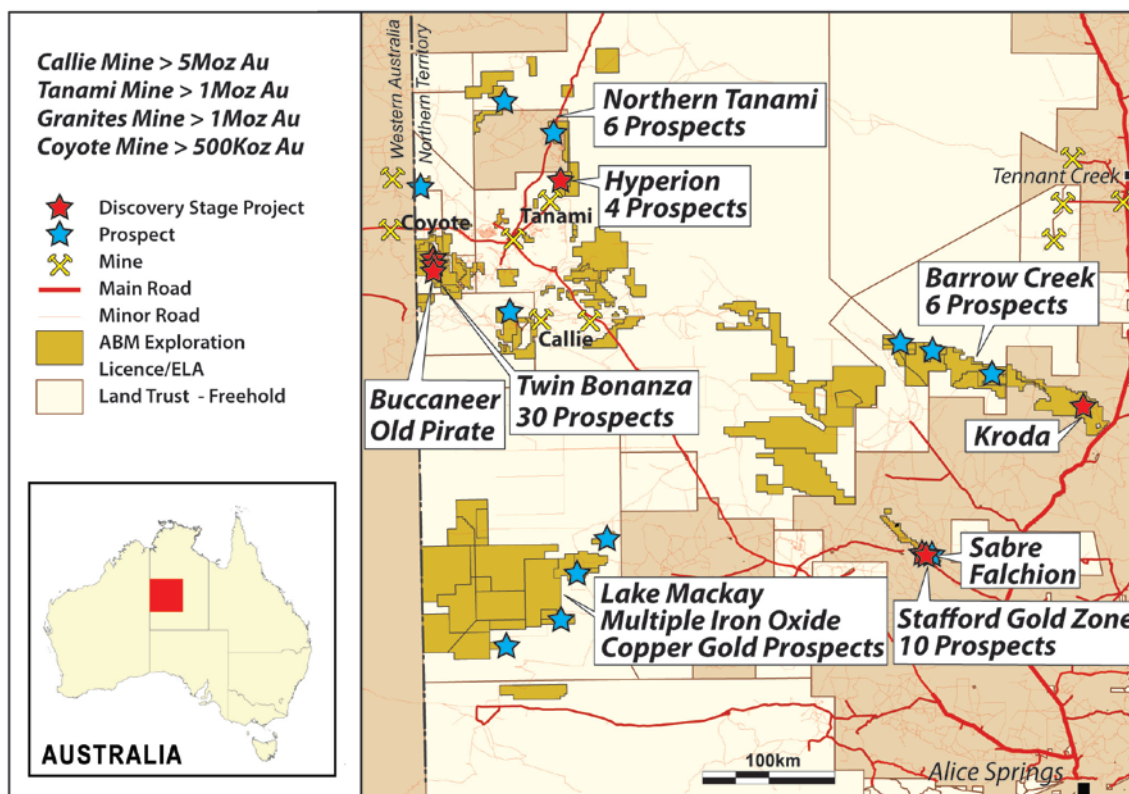 Callie Mine > 5Moz Au
Tanami Mine > 1Moz Au
Granites Mine > 1Moz Au
Coyote Mine > 500Koz Au
Discovery Stage Project
Prospect
Mine
Main Road
Minor Road
ABM Exploration
Licence/ELA
Land Trust - Freehold
AUSTRALIA
Western Australia
Northern Territory
Northern Tanami
6 Prospects
Hyperion
4 Prospects
Tennant Creek
Coyote
Tanami
Barrow Creek
6 Prospects
Callie
Buccaneer
Old Pirate
Twin Bonanza
30 Prospects
Kroda
Sabre
Falchion
Lake Mackay
Multiple Iron Oxide
Copper Gold Prospects
Stafford Gold Zone
10 Prospects
100km
Alice Springs